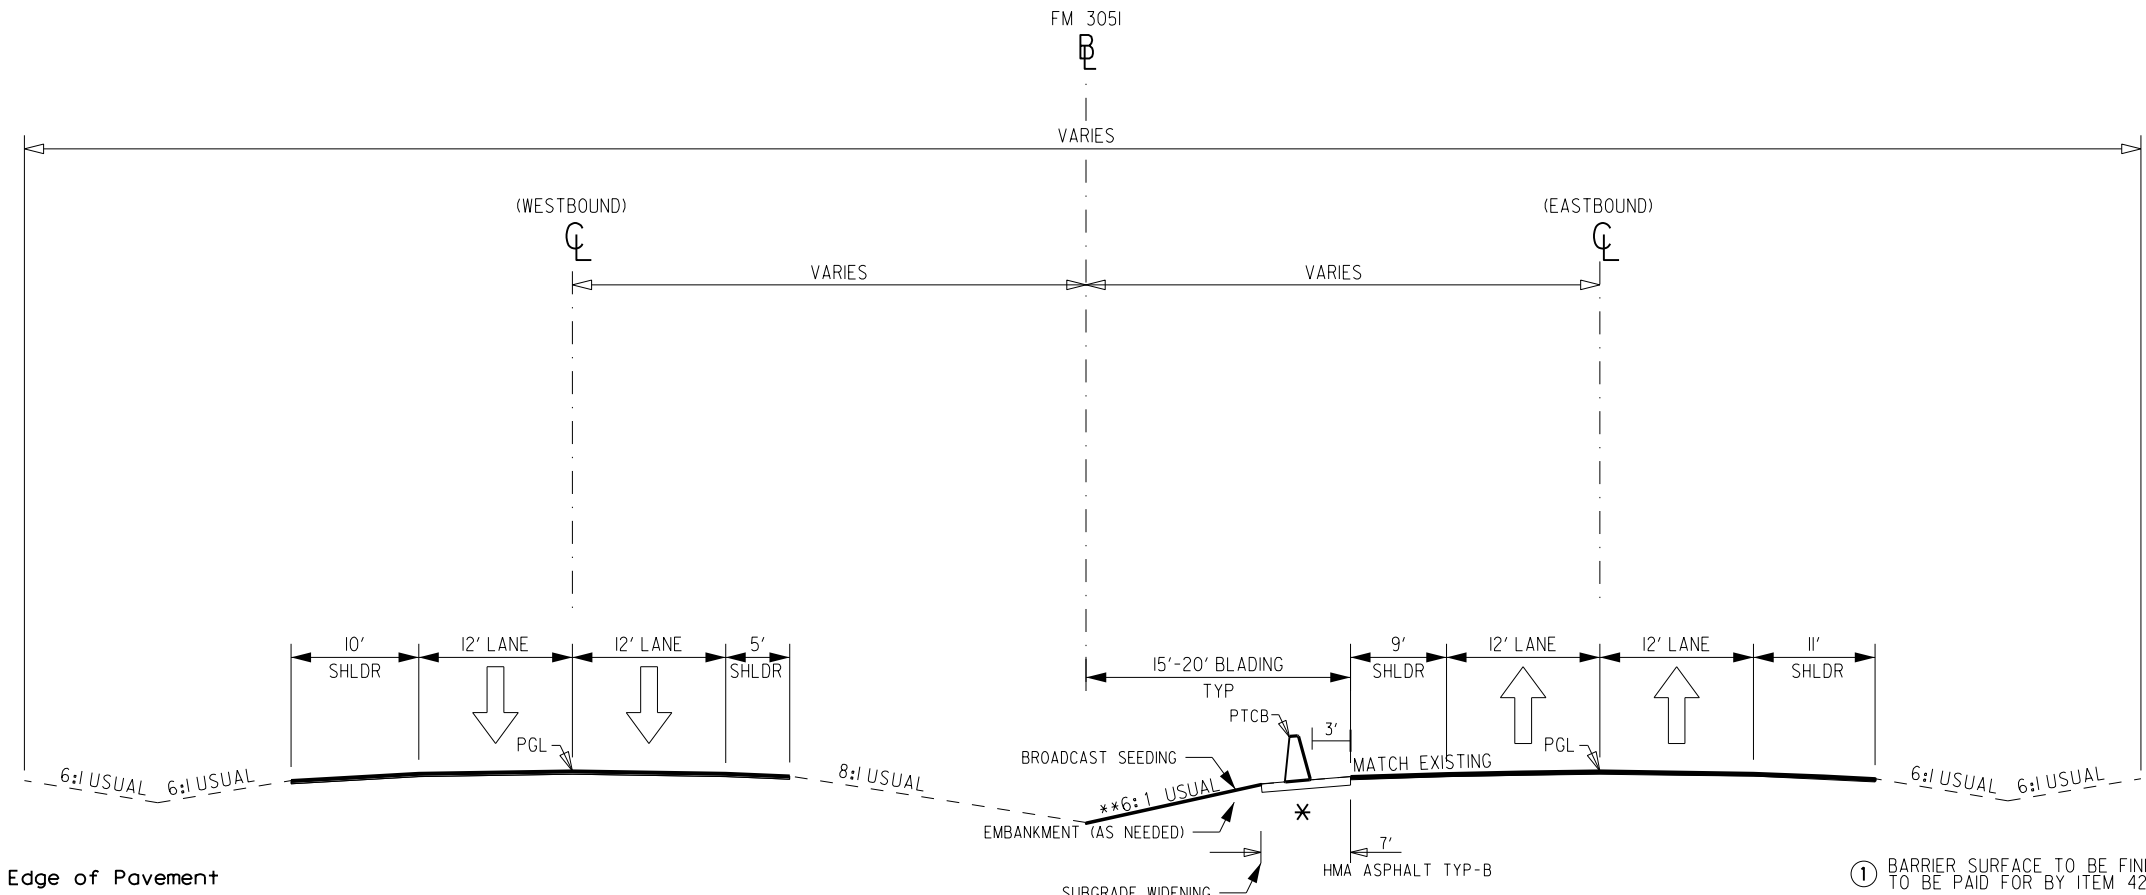 FM 3051
BL
VARIES
(WESTBOUND)
CL
(EASTBOUND)
CL
VARIES
VARIES
10'
SHLDR
12' LANE
12' LANE
5'
SHLDR
15'-20' BLADING
TYP
9'
SHLDR
12' LANE
12' LANE
11'
SHLDR
PTCB
3'
PGL
BROADCAST SEEDING
MATCH EXISTING
PGL
6:1 USUAL
6:1 USUAL
8:1 USUAL
**6:1 USUAL
6:1 USUAL
6:1 USUAL
*
EMBANKMENT (AS NEEDED)
7'
HMA ASPHALT TYP-B
Edge of Pavement
SUBGRADE WIDENING
1 BARRIER SURFACE TO BE FINI
TO BE PAID FOR BY ITEM 42